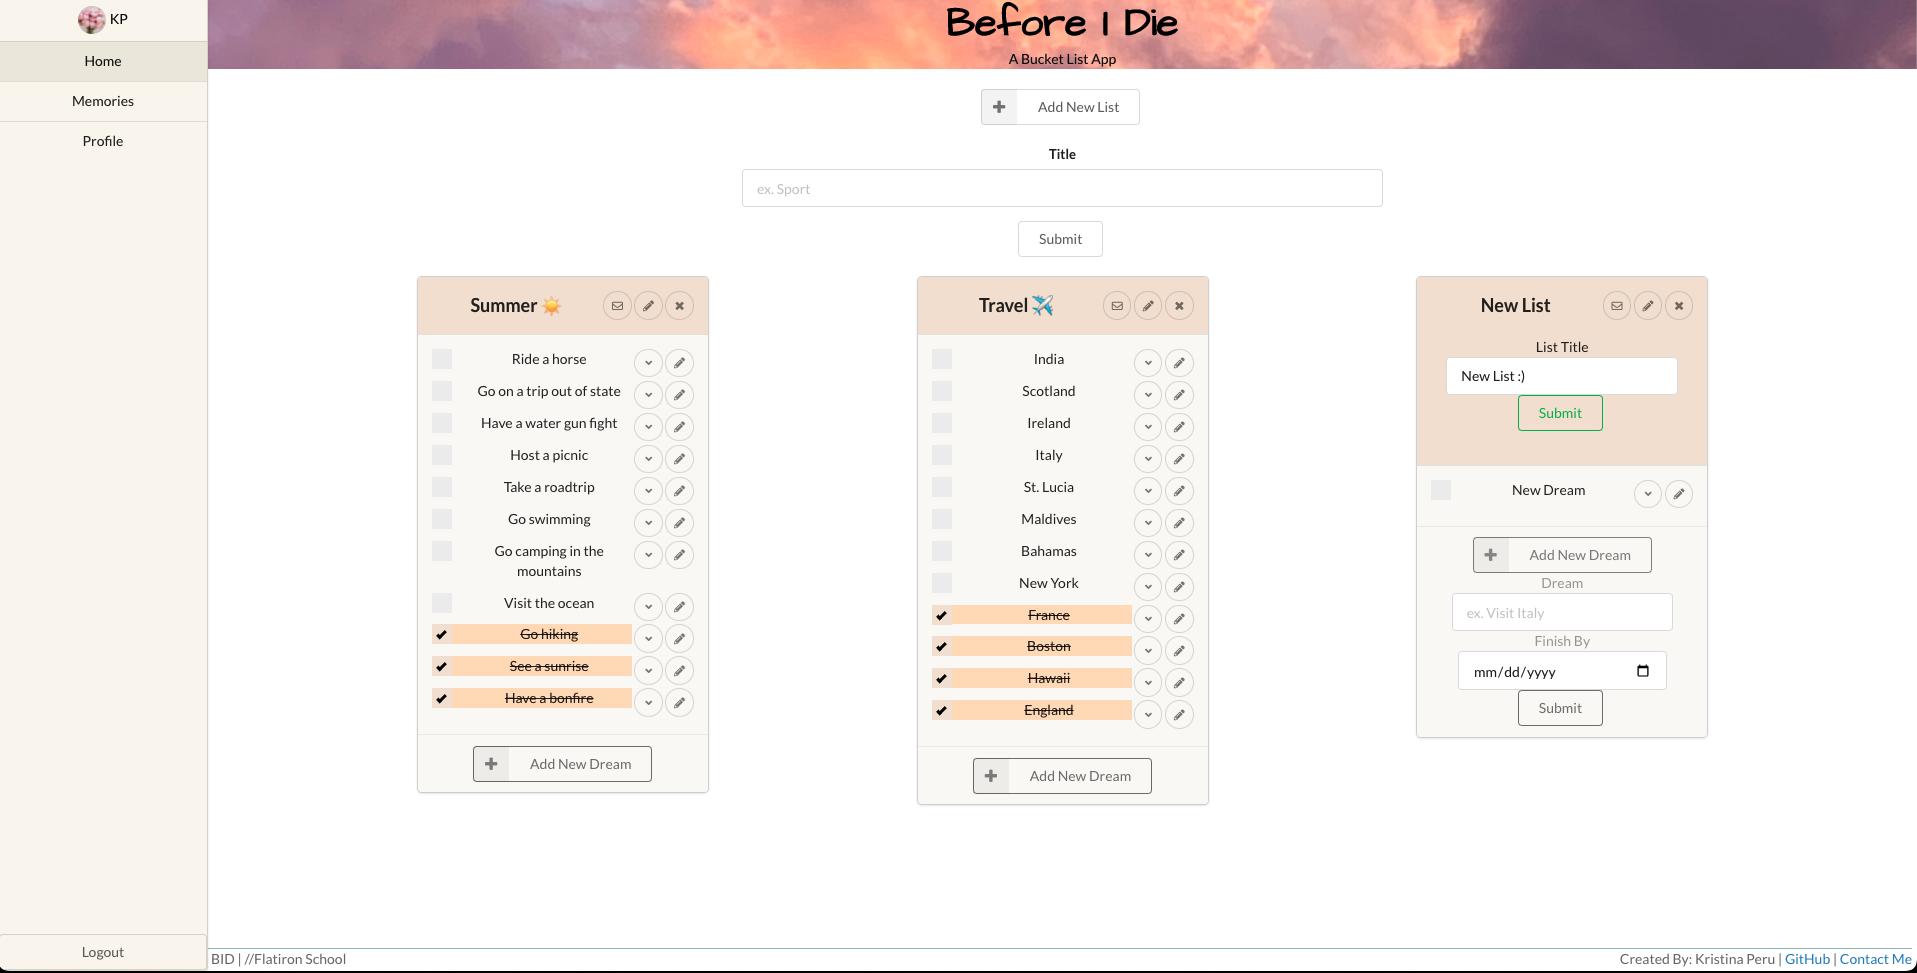 KP
Home
Memories
Profile
Logout
Before I Die
A Bucket List App
Add New List
Title
ex. Sport
Submit
Summer ☀️
Ride a horse
Go on a trip out of state
Have a water gun fight
Host a picnic
Take a roadtrip
Go swimming
Go camping in the
mountains
Visit the ocean
Go hiking
See a sunrise
Have a bonfire
Add New Dream
Travel ✈️
India
Scotland
Ireland
Italy
St. Lucia
Maldives
Bahamas
New York
France
Boston
Hawaii
England
Add New Dream
New List
List Title
New List :)
Submit
New Dream
Add New Dream
Dream
ex. Visit Italy
Finish By
mm/dd/yyyy
Submit
BID | //Flatiron School
Created By: Kristina Peru | GitHub | Contact Me